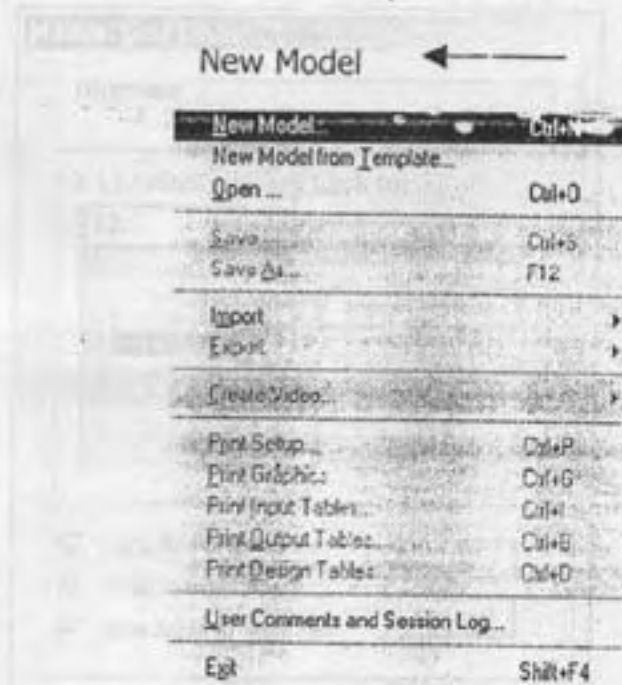 New Model
New Model... Ctrl+N
New Model from Template...
Open ... Ctrl+O
Save Ctrl+S
Save As... F12
Import
Export
Create Video...
Print Setup... Ctrl+P
Print Graphics Ctrl+G
Print Input Tables... Ctrl+I
Print Output Tables... Ctrl+B
Print Design Tables... Ctrl+D
User Comments and Session Log...
Exit Shift+F4